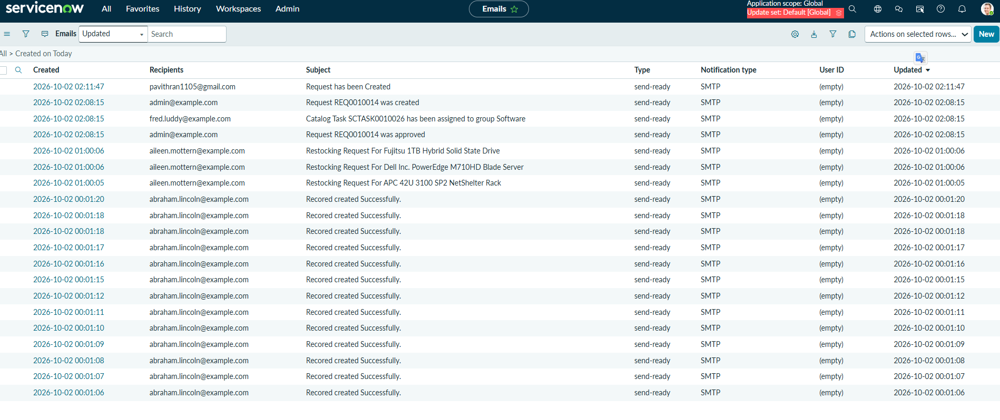 servicenow All Favorites History Workspaces Admin Emails Application scope: Global
Update set: Default [Global]
Emails Updated Search Actions on selected rows... New
All > Created on Today
Created Recipients Subject Type Notification type User ID Updated
2026-10-02 02:11:47 pavithran1105@gmail.com Request has been Created send-ready SMTP (empty) 2026-10-02 02:11:47
2026-10-02 02:08:15 admin@example.com Request REQ0010014 was created send-ready SMTP (empty) 2026-10-02 02:08:15
2026-10-02 02:08:15 fred.luddy@example.com Catalog Task SCTASK0010026 has been assigned to group Software send-ready SMTP (empty) 2026-10-02 02:08:15
2026-10-02 02:08:15 admin@example.com Request REQ0010014 was approved send-ready SMTP (empty) 2026-10-02 02:08:15
2026-10-02 01:00:06 aileen.mottern@example.com Restocking Request For Fujitsu 1TB Hybrid Solid State Drive send-ready SMTP (empty) 2026-10-02 01:00:06
2026-10-02 01:00:06 aileen.mottern@example.com Restocking Request For Dell Inc. PowerEdge M710HD Blade Server send-ready SMTP (empty) 2026-10-02 01:00:06
2026-10-02 01:00:05 aileen.mottern@example.com Restocking Request For APC 42U 3100 SP2 NetShelter Rack send-ready SMTP (empty) 2026-10-02 01:00:05
2026-10-02 00:01:20 abraham.lincoln@example.com Recored created Successfully. send-ready SMTP (empty) 2026-10-02 00:01:20
2026-10-02 00:01:18 abraham.lincoln@example.com Recored created Successfully. send-ready SMTP (empty) 2026-10-02 00:01:18
2026-10-02 00:01:18 abraham.lincoln@example.com Recored created Successfully. send-ready SMTP (empty) 2026-10-02 00:01:18
2026-10-02 00:01:17 abraham.lincoln@example.com Recored created Successfully. send-ready SMTP (empty) 2026-10-02 00:01:17
2026-10-02 00:01:16 abraham.lincoln@example.com Recored created Successfully. send-ready SMTP (empty) 2026-10-02 00:01:16
2026-10-02 00:01:15 abraham.lincoln@example.com Recored created Successfully. send-ready SMTP (empty) 2026-10-02 00:01:15
2026-10-02 00:01:12 abraham.lincoln@example.com Recored created Successfully. send-ready SMTP (empty) 2026-10-02 00:01:12
2026-10-02 00:01:11 abraham.lincoln@example.com Recored created Successfully. send-ready SMTP (empty) 2026-10-02 00:01:11
2026-10-02 00:01:10 abraham.lincoln@example.com Recored created Successfully. send-ready SMTP (empty) 2026-10-02 00:01:10
2026-10-02 00:01:09 abraham.lincoln@example.com Recored created Successfully. send-ready SMTP (empty) 2026-10-02 00:01:09
2026-10-02 00:01:08 abraham.lincoln@example.com Recored created Successfully. send-ready SMTP (empty) 2026-10-02 00:01:08
2026-10-02 00:01:07 abraham.lincoln@example.com Recored created Successfully. send-ready SMTP (empty) 2026-10-02 00:01:07
2026-10-02 00:01:06 abraham.lincoln@example.com Recored created Successfully. send-ready SMTP (empty) 2026-10-02 00:01:06